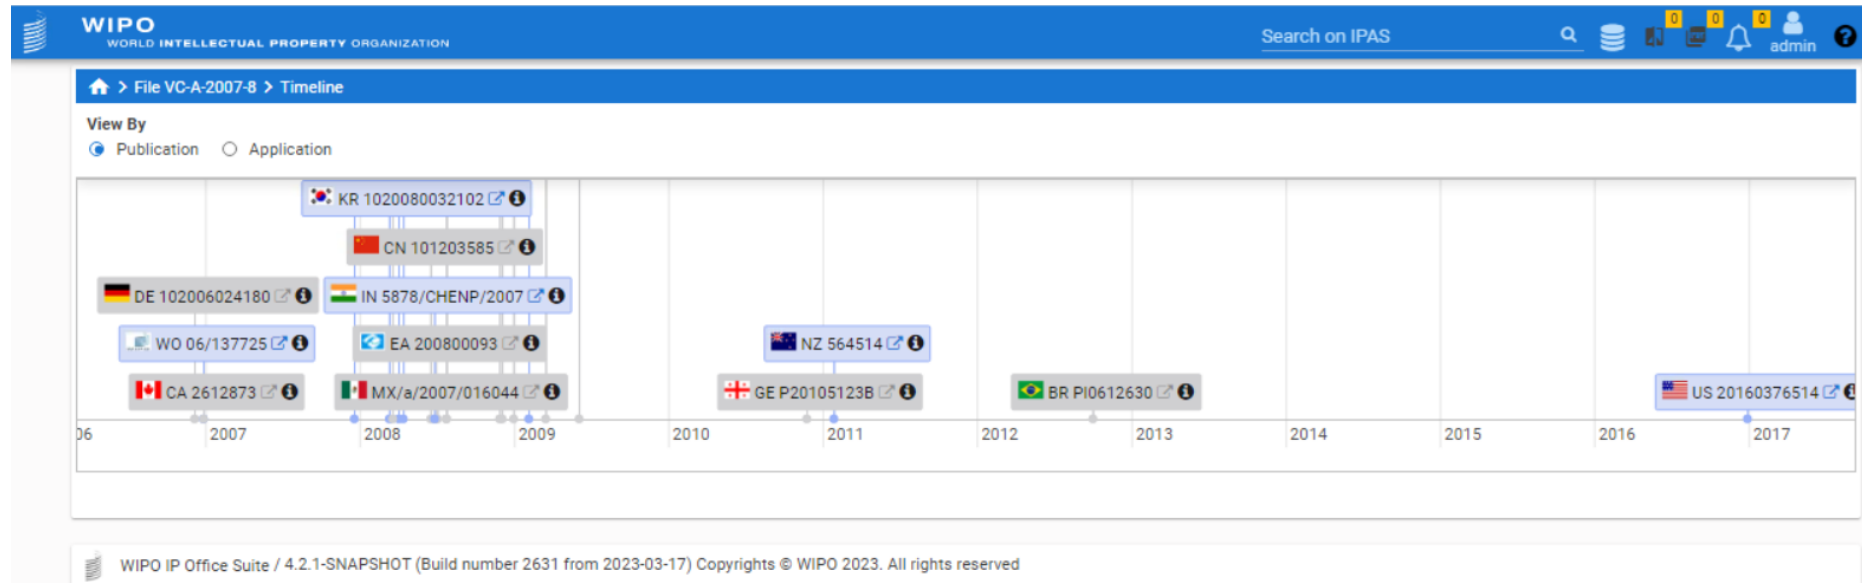 WIPO
WORLD INTELLECTUAL PROPERTY ORGANIZATION
Search on IPAS
0
0
0
admin
> File VC-A-2007-8 > Timeline
View By
Publication
Application
KR 1020080032102
CN 101203585
DE 102006024180
IN 5878/CHENP/2007
WO 06/137725
EA 200800093
NZ 564514
CA 2612873
MX/a/2007/016044
GE P20105123B
BR PI0612630
US 20160376514
06 2007 2008 2009 2010 2011 2012 2013 2014 2015 2016 2017
WIPO IP Office Suite / 4.2.1-SNAPSHOT (Build number 2631 from 2023-03-17) Copyrights © WIPO 2023. All rights reserved